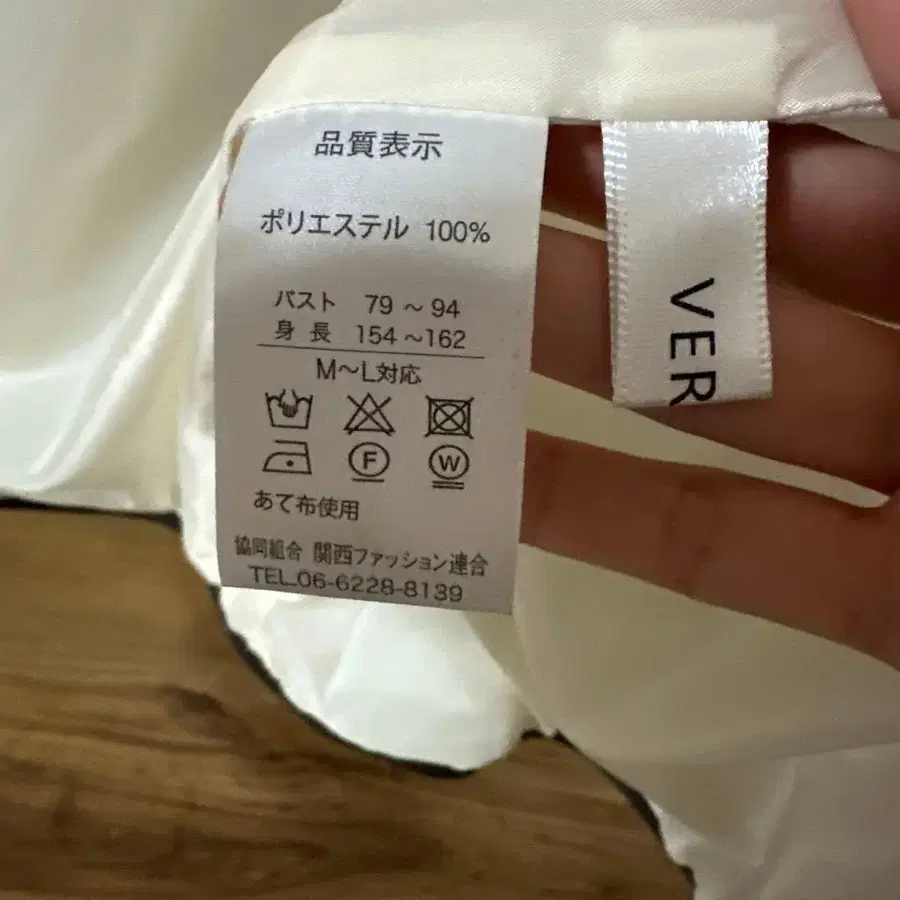 品質表示
ポリエステル 100%
バスト 79 ～ 94
身 長 154 ～162
M～L対応
F
W
あて布使用
協同組合 関西ファッション連合
TEL.06-6228-8139
VER